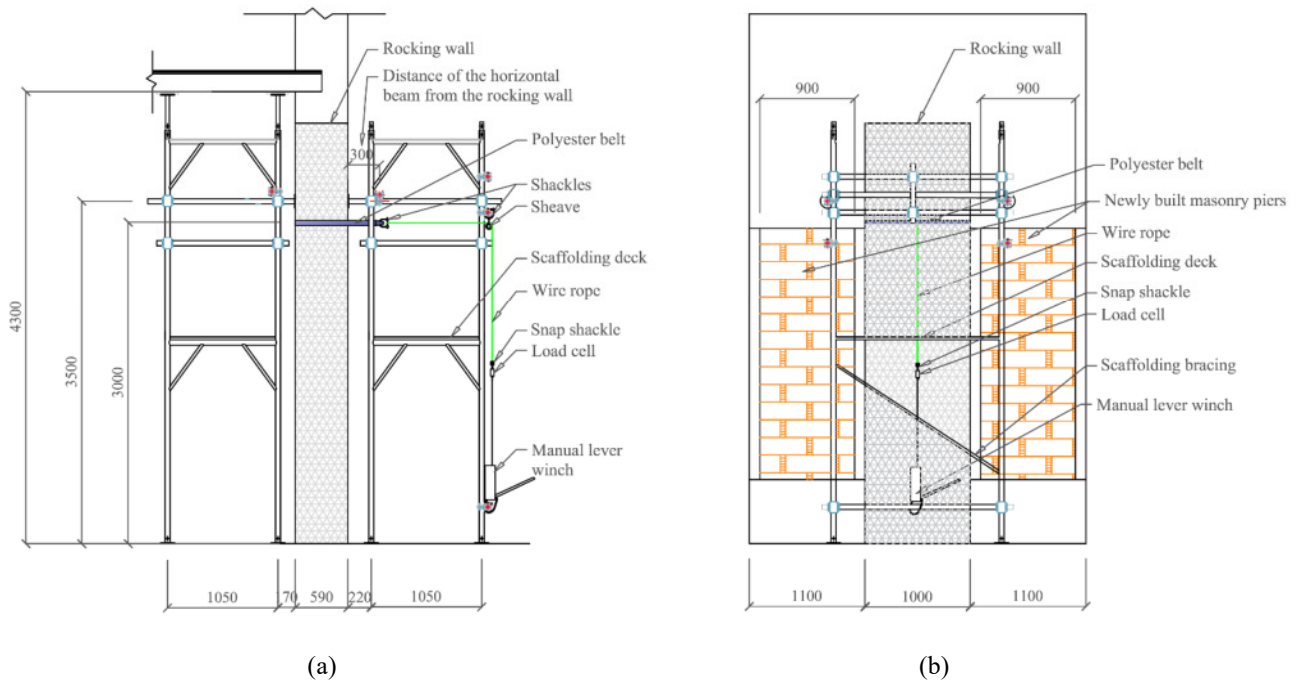 Rocking wall
Distance of the horizontal
beam from the rocking wall
300
Polyester belt
Shackles
Sheave
Scaffolding deck
Wire rope
Snap shackle
Load cell
Manual lever
winch
4300
3500
3000
1050
170
590
220
1050
(a)
Rocking wall
900
900
Polyester belt
Newly built masonry piers
Wire rope
Scaffolding deck
Snap shackle
Load cell
Scaffolding bracing
Manual lever winch
1100
1000
1100
(b)